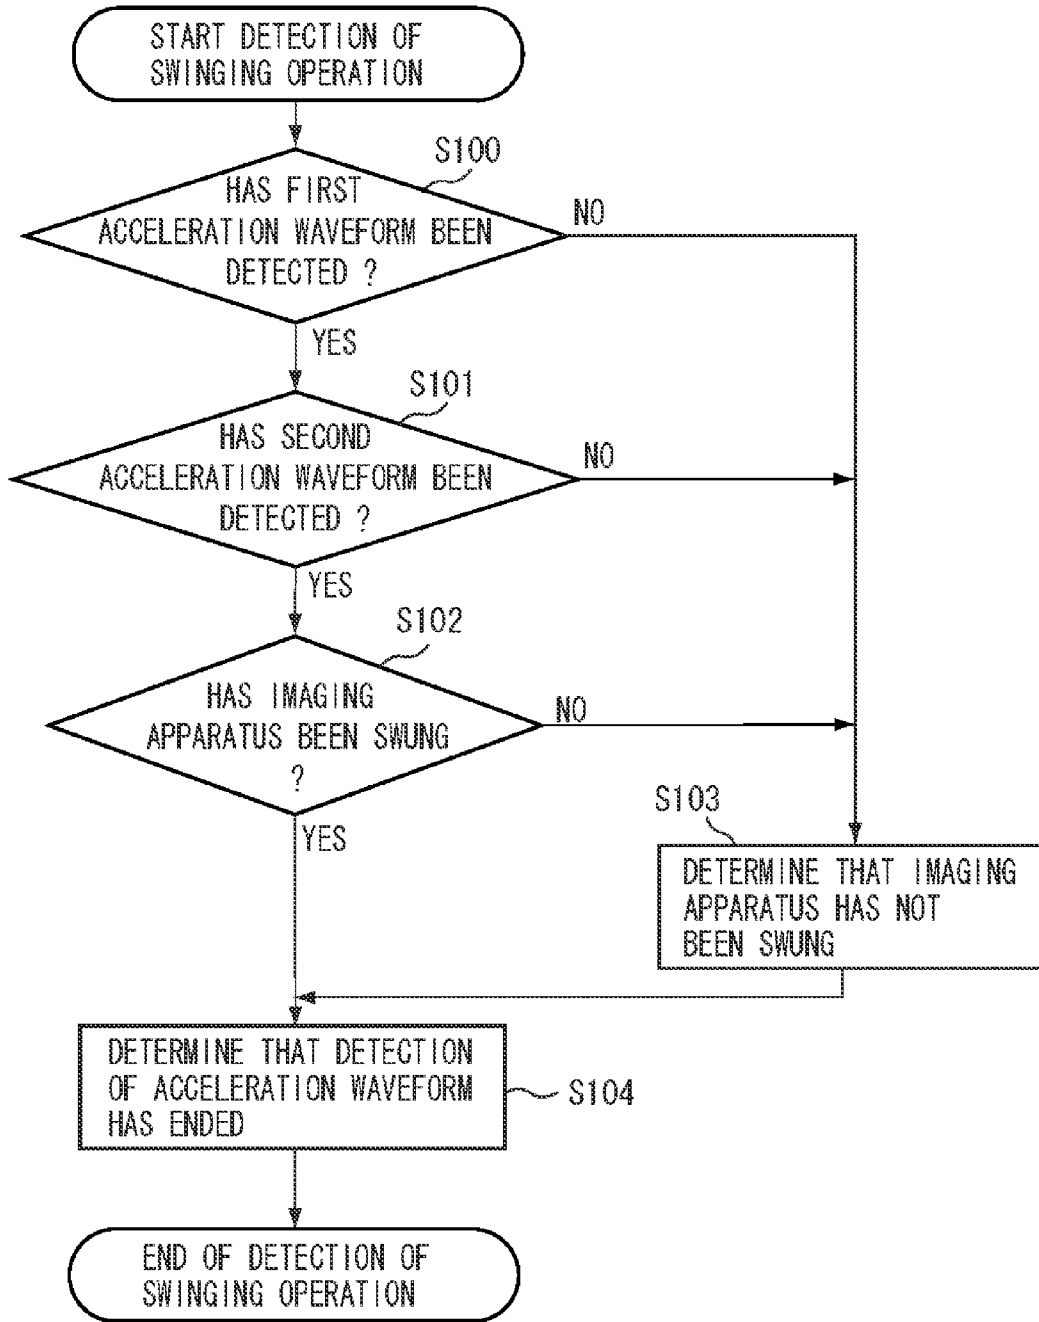 START DETECTION OF
SWINGING OPERATION
S100
HAS FIRST
ACCELERATION WAVEFORM BEEN
DETECTED ?
NO
YES
S101
HAS SECOND
ACCELERATION WAVEFORM BEEN
DETECTED ?
NO
YES
S102
HAS IMAGING
APPARATUS BEEN SWUNG
?
NO
YES
S103
DETERMINE THAT IMAGING
APPARATUS HAS NOT
BEEN SWUNG
DETERMINE THAT DETECTION
OF ACCELERATION WAVEFORM
HAS ENDED
S104
END OF DETECTION OF
SWINGING OPERATION